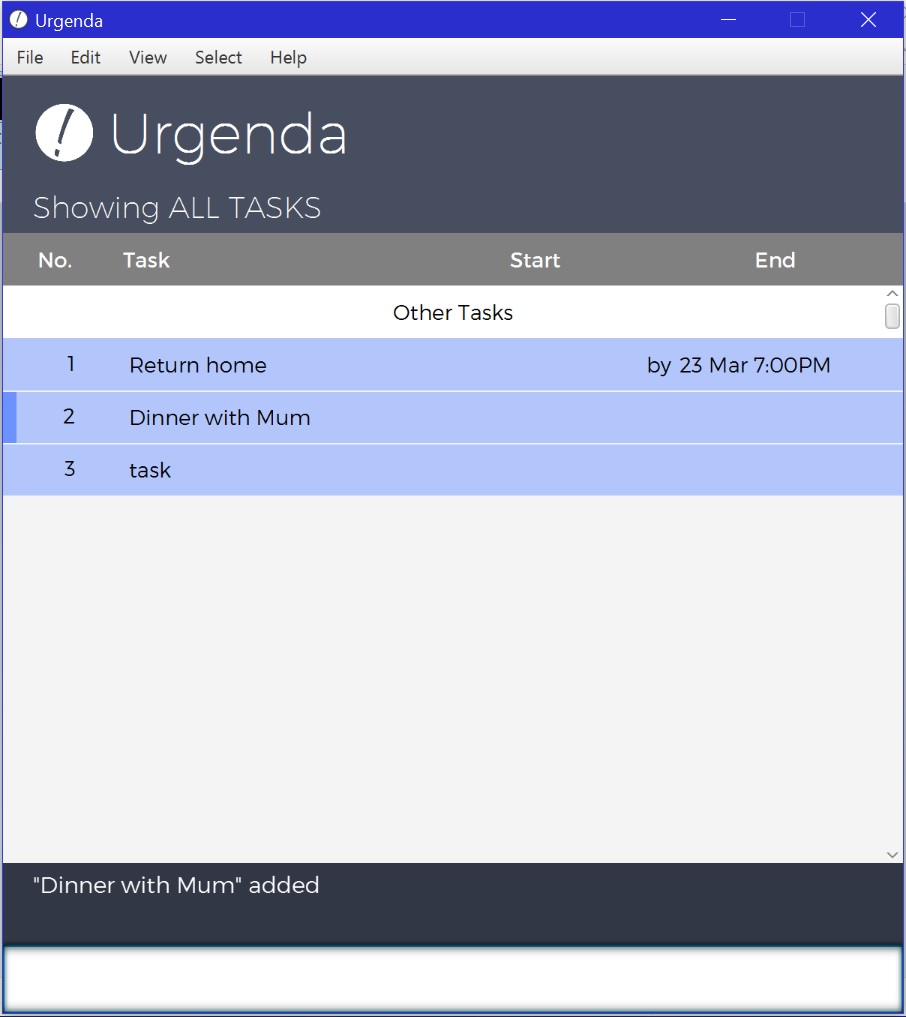 Urgenda
File Edit View Select Help
Urgenda
Showing ALL TASKS
No. Task Start End
Other Tasks
1 Return home by 23 Mar 7:00PM
2 Dinner with Mum
3 task
"Dinner with Mum" added